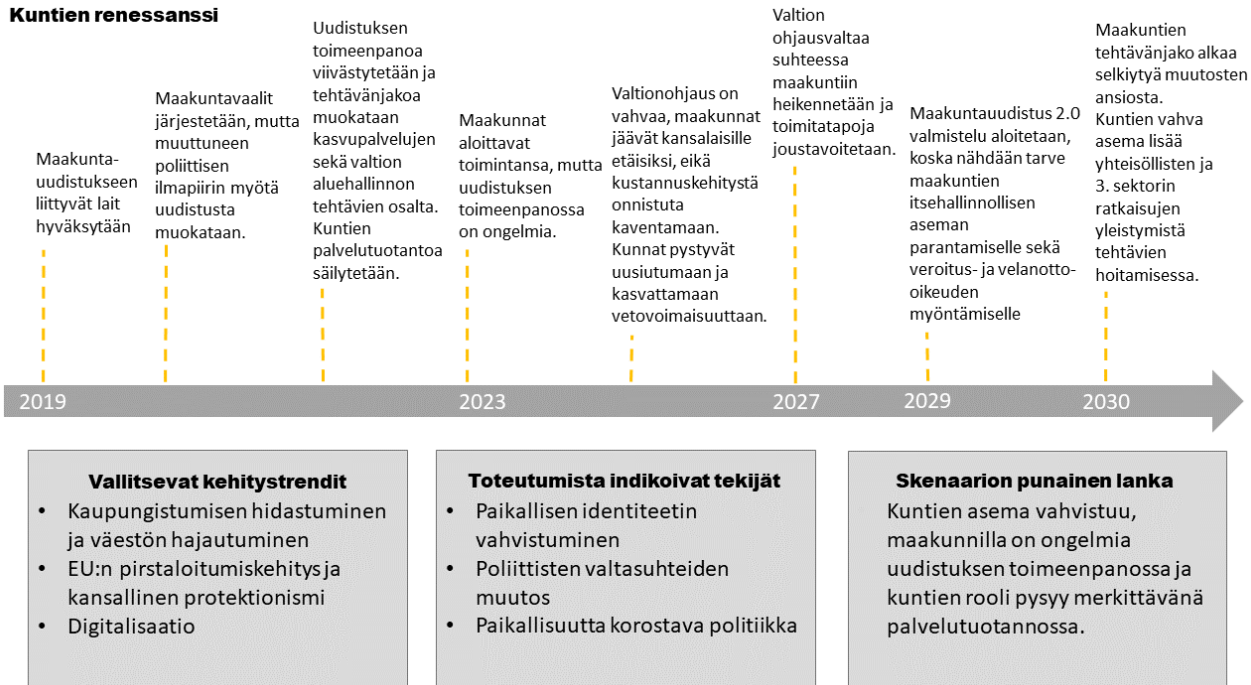 Kuntien renessanssi
Maakunta-
uudistukseen
liittyvät lait
hyväksytään
Maakuntavaalit
järjestetään, mutta
muuttuneen
poliittisen
ilmapiirin myötä
uudistusta
muokataan.
Uudistuksen
toimeenpanoa
viivästytetään ja
tehtävänjakoa
muokataan
kasvupalvelujen
sekä valtion
aluehallinnon
tehtävien osalta.
Kuntien
palvelutuotantoa
säilytetään.
Maakunnat
aloittavat
toimintansa, mutta
uudistuksen
toimeenpanossa
on ongelmia.
Valtionohjaus on
vahvaa, maakunnat
jäävät kansalaisille
etäisiksi, eikä
kustannuskehitystä
onnistuta
kaventamaan.
Kunnat pystyvät
uusiutumaan ja
kasvattamaan
vetovoimaisuuttaan.
Valtion
ohjausvaltaa
suhteessa
maakuntiin
heikennetään ja
toimitatapoja
joustavoitetaan.
Maakuntauudistus 2.0
valmistelu aloitetaan,
koska nähdään tarve
maakuntien
itsehallinnollisen
aseman
parantamiselle sekä
veroitus- ja velanotto-
oikeuden
myöntämiselle
Maakuntien
tehtävänjako alkaa
selkiytyä muutosten
ansiosta.
Kuntien vahva
asema lisää
yhteisöllisten ja
3. sektorin
ratkaisujen
yleistymistä
tehtävien
hoitamisessa.
2019
2023
2027
2029
2030
Vallitsevat kehitystrendit
• Kaupungistumisen hidastuminen
ja väestön hajautuminen
• EU:n pirstaloitumiskehitys ja
kansallinen protektionismi
• Digitalisaatio
Toteutumista indikoivat tekijät
• Paikallisen identiteetin
vahvistuminen
• Poliittisten valtasuhteiden
muutos
• Paikallisuutta korostava politiikka
Skenaarion punainen lanka
Kuntien asema vahvistuu,
maakunnilla on ongelmia
uudistuksen toimeenpanossa ja
kuntien rooli pysyy merkittävänä
palvelutuotannossa.